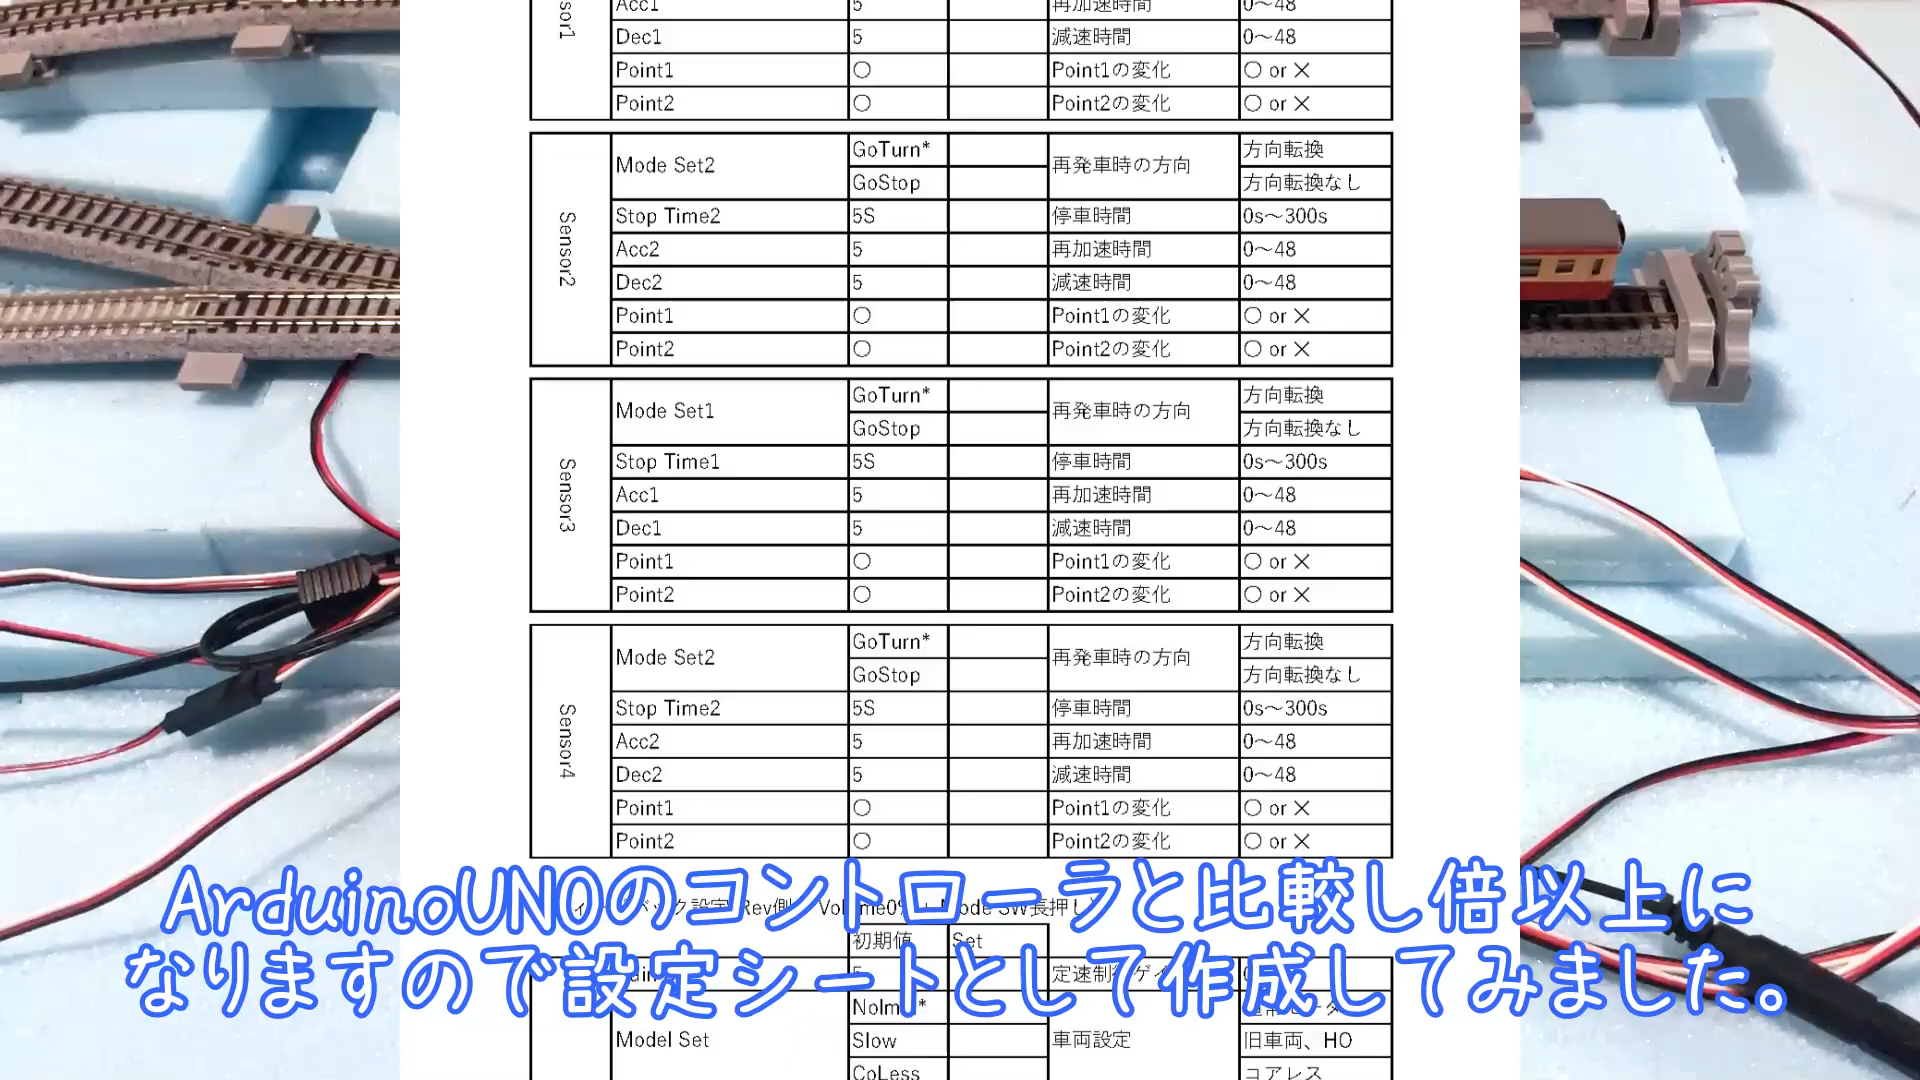 Acc1 5 再加速時間 0～48
Dec1 5 減速時間 0～48
Point1 〇 Point1の変化 〇 or ×
Point2 〇 Point2の変化 〇 or ×
Sensor2
Mode Set2 GoTurn* 再発車時の方向 方向転換
GoStop 方向転換なし
Stop Time2 5S 停車時間 0s～300s
Acc2 5 再加速時間 0～48
Dec2 5 減速時間 0～48
Point1 〇 Point1の変化 〇 or ×
Point2 〇 Point2の変化 〇 or ×
Sensor3
Mode Set1 GoTurn* 再発車時の方向 方向転換
GoStop 方向転換なし
Stop Time1 5S 停車時間 0s～300s
Acc1 5 再加速時間 0～48
Dec1 5 減速時間 0～48
Point1 〇 Point1の変化 〇 or ×
Point2 〇 Point2の変化 〇 or ×
Sensor4
Mode Set2 GoTurn* 再発車時の方向 方向転換
GoStop 方向転換なし
Stop Time2 5S 停車時間 0s～300s
Acc2 5 再加速時間 0～48
Dec2 5 減速時間 0～48
Point1 〇 Point1の変化 〇 or ×
Point2 〇 Point2の変化 〇 or ×
ArduinoUNOのコントローラと比較し倍以上に
なりますので設定シートとして作成してみました。
初期値 Set
Model Set Slow 車両設定 旧車両、HO
CoLess コアレス